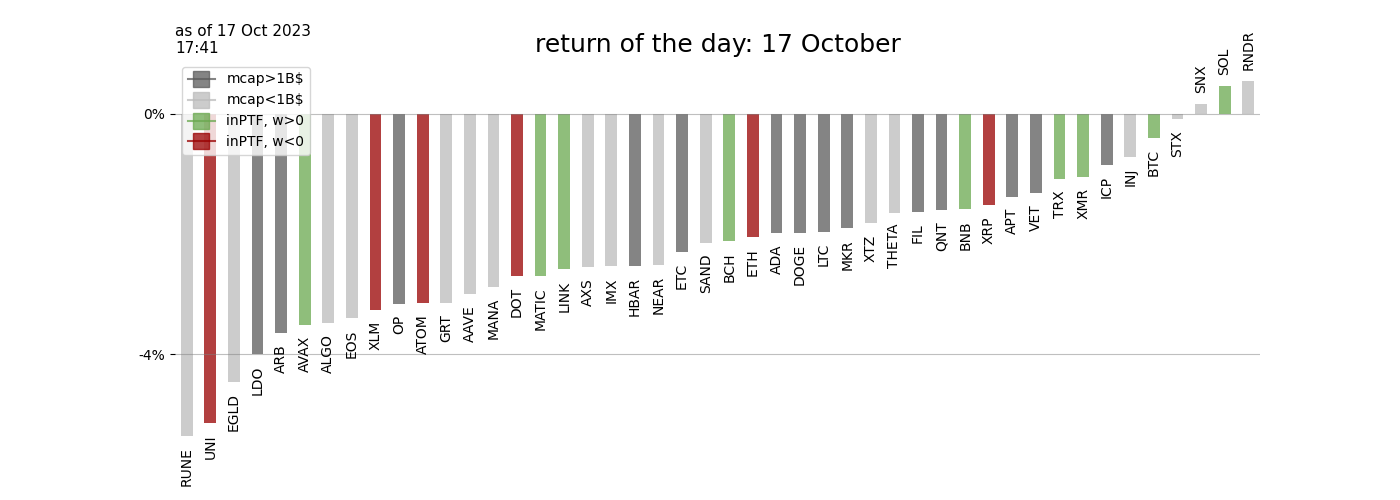 as of 17 Oct 2023
17:41
return of the day: 17 October
mcap>1B$
mcap<1B$
inPTF, w>0
inPTF, w<0
0%
-4%
RUNE
UNI
EGLD
LDO
ARB
AVAX
ALGO
EOS
XLM
OP
ATOM
GRT
AAVE
MANA
DOT
MATIC
LINK
AXS
IMX
HBAR
NEAR
ETC
SAND
BCH
ETH
ADA
DOGE
LTC
MKR
XTZ
THETA
FIL
QNT
BNB
XRP
APT
VET
TRX
XMR
ICP
INJ
BTC
STX
SNX
SOL
RNDR